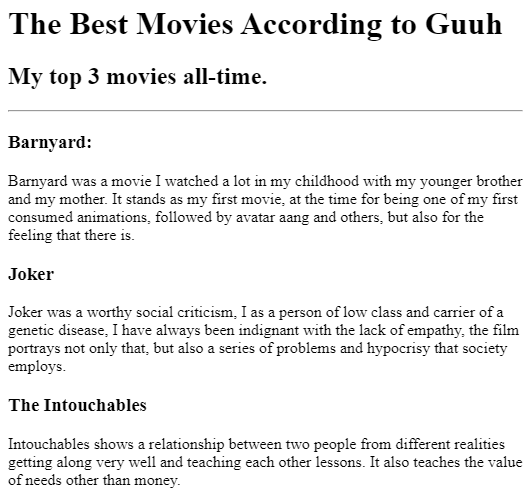 The Best Movies According to Guuh
My top 3 movies all-time.
Barnyard:
Barnyard was a movie I watched a lot in my childhood with my younger brother
and my mother. It stands as my first movie, at the time for being one of my first
consumed animations, followed by avatar aang and others, but also for the
feeling that there is.
Joker
Joker was a worthy social criticism, I as a person of low class and carrier of a
genetic disease, I have always been indignant with the lack of empathy, the film
portrays not only that, but also a series of problems and hypocrisy that society
employs.
The Intouchables
Intouchables shows a relationship between two people from different realities
getting along very well and teaching each other lessons. It also teaches the value
of needs other than money.